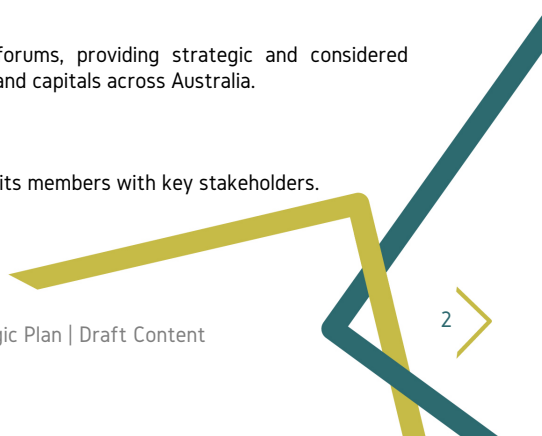 forums, providing strategic and considered
and capitals across Australia.
its members with key stakeholders.
gic Plan | Draft Content
2